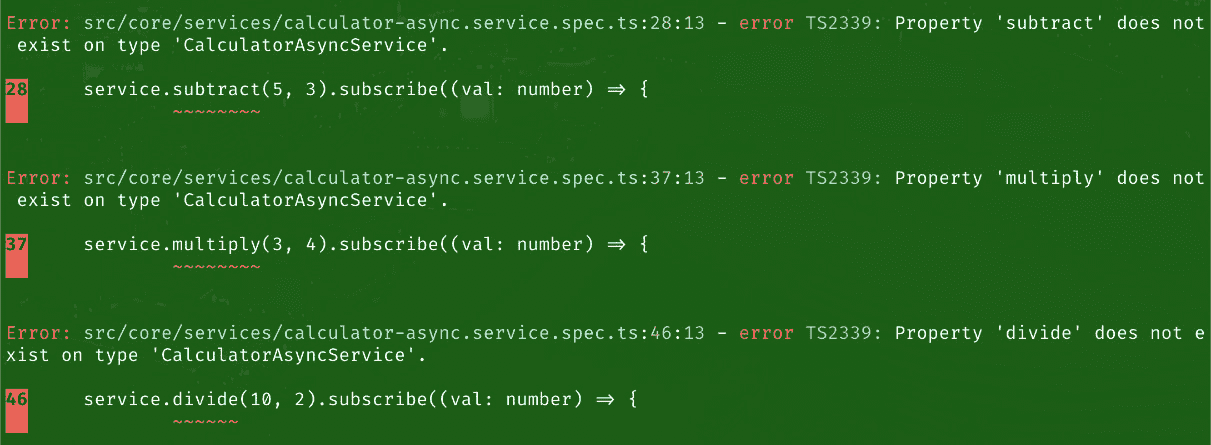 Error: src/core/services/calculator-async.service.spec.ts:28:13 - error TS2339: Property 'subtract' does not
exist on type 'CalculatorAsyncService'.
28 service.subtract(5, 3).subscribe((val: number) => {
~~~~~~~~
Error: src/core/services/calculator-async.service.spec.ts:37:13 - error TS2339: Property 'multiply' does not
exist on type 'CalculatorAsyncService'.
37 service.multiply(3, 4).subscribe((val: number) => {
~~~~~~~~
Error: src/core/services/calculator-async.service.spec.ts:46:13 - error TS2339: Property 'divide' does not e
xist on type 'CalculatorAsyncService'.
46 service.divide(10, 2).subscribe((val: number) => {
~~~~~~